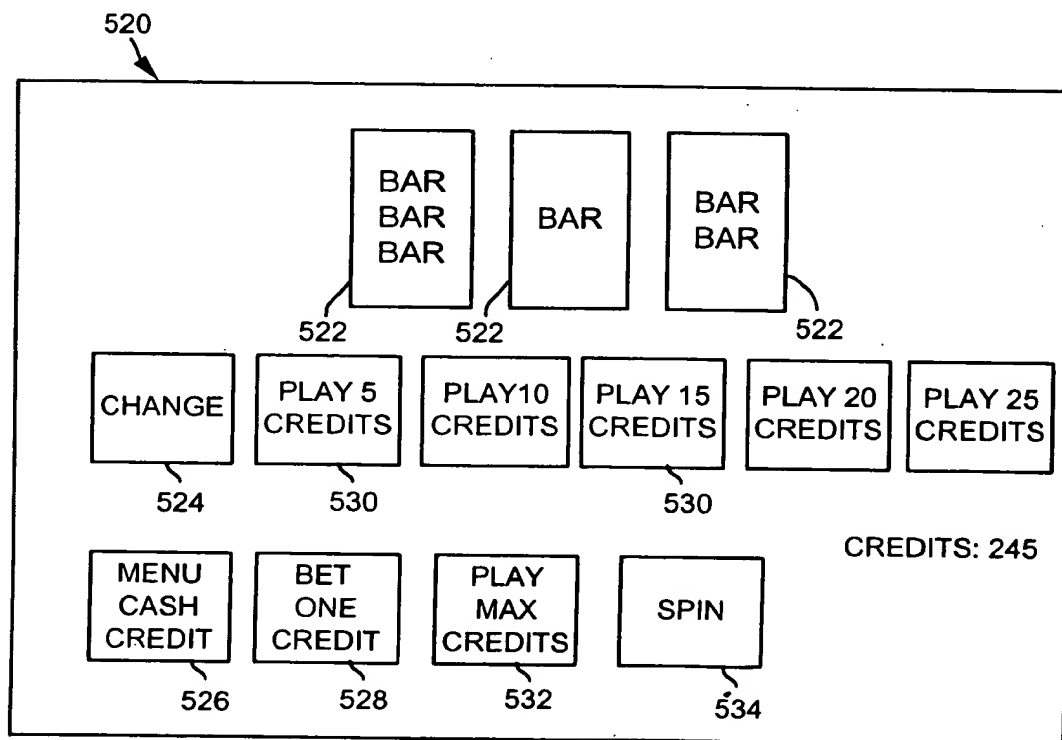 520
BAR
BAR
BAR
BAR
BAR
BAR
522
522
522
CHANGE
PLAY 5
CREDITS
PLAY10
CREDITS
PLAY 15
CREDITS
PLAY 20
CREDITS
PLAY 25
CREDITS
524
530
530
CREDITS: 245
MENU
CASH
CREDIT
BET
ONE
CREDIT
PLAY
MAX
CREDITS
SPIN
526
528
532
534